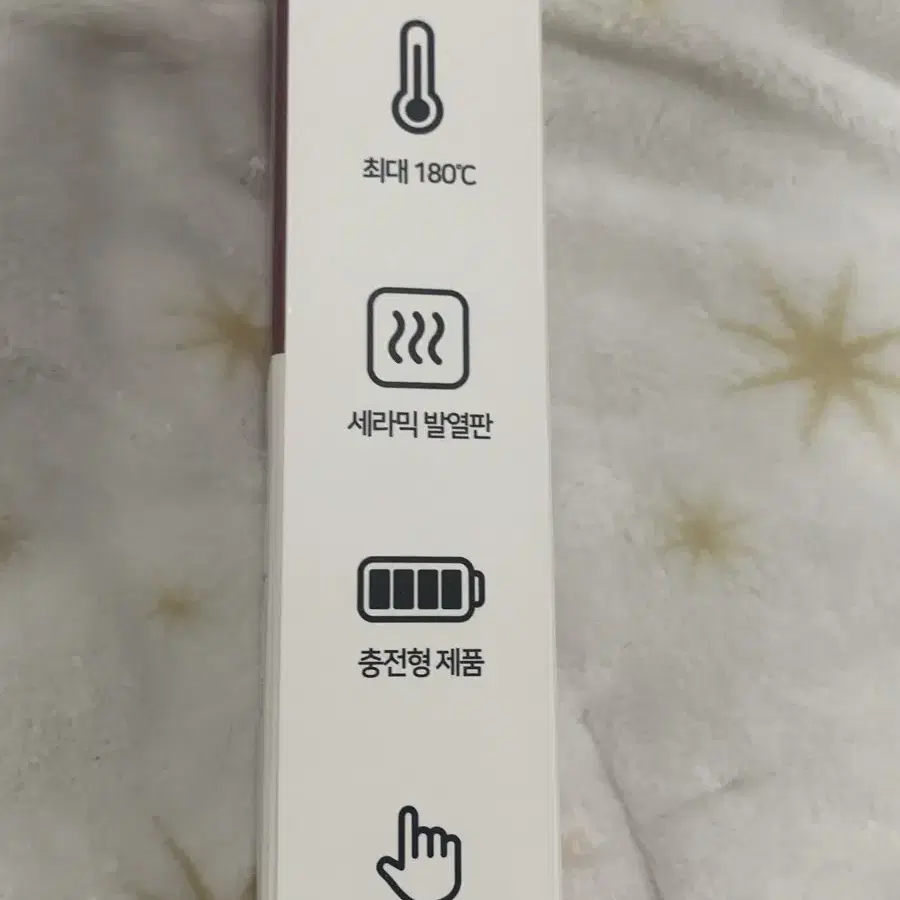 최대 180℃
세라믹 발열판
충전형 제품